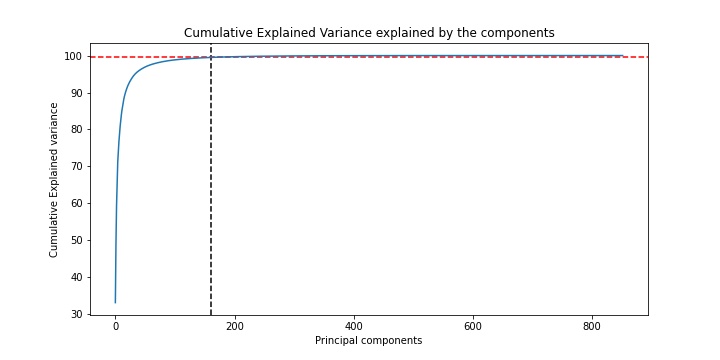 Cumulative Explained Variance explained by the components
Cumulative Explained variance
100
90
80
70
60
50
40
30
0 200 400 600 800
Principal components